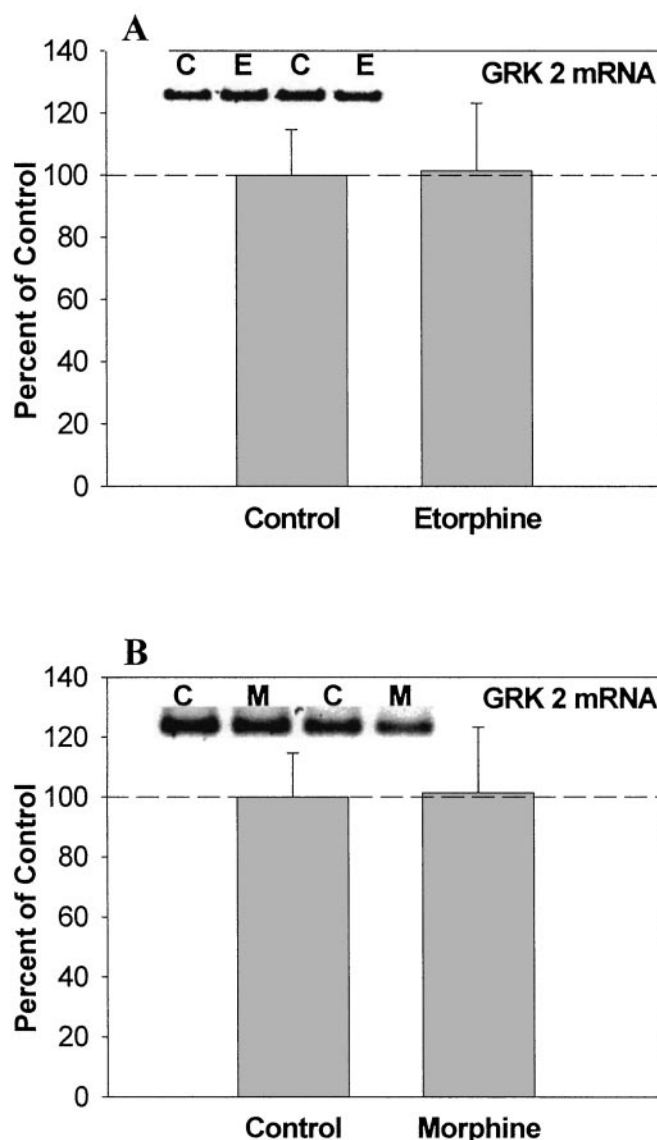 A
140
C E C E
GRK 2 mRNA
120
100
80
60
40
20
0
Percent of Control
Control Etorphine
B
140
C M C M
GRK 2 mRNA
120
100
80
60
40
20
0
Percent of Control
Control Morphine